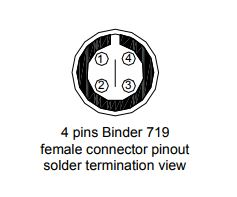 1 4
2 3
4 pins Binder 719
female connector pinout
solder termination view